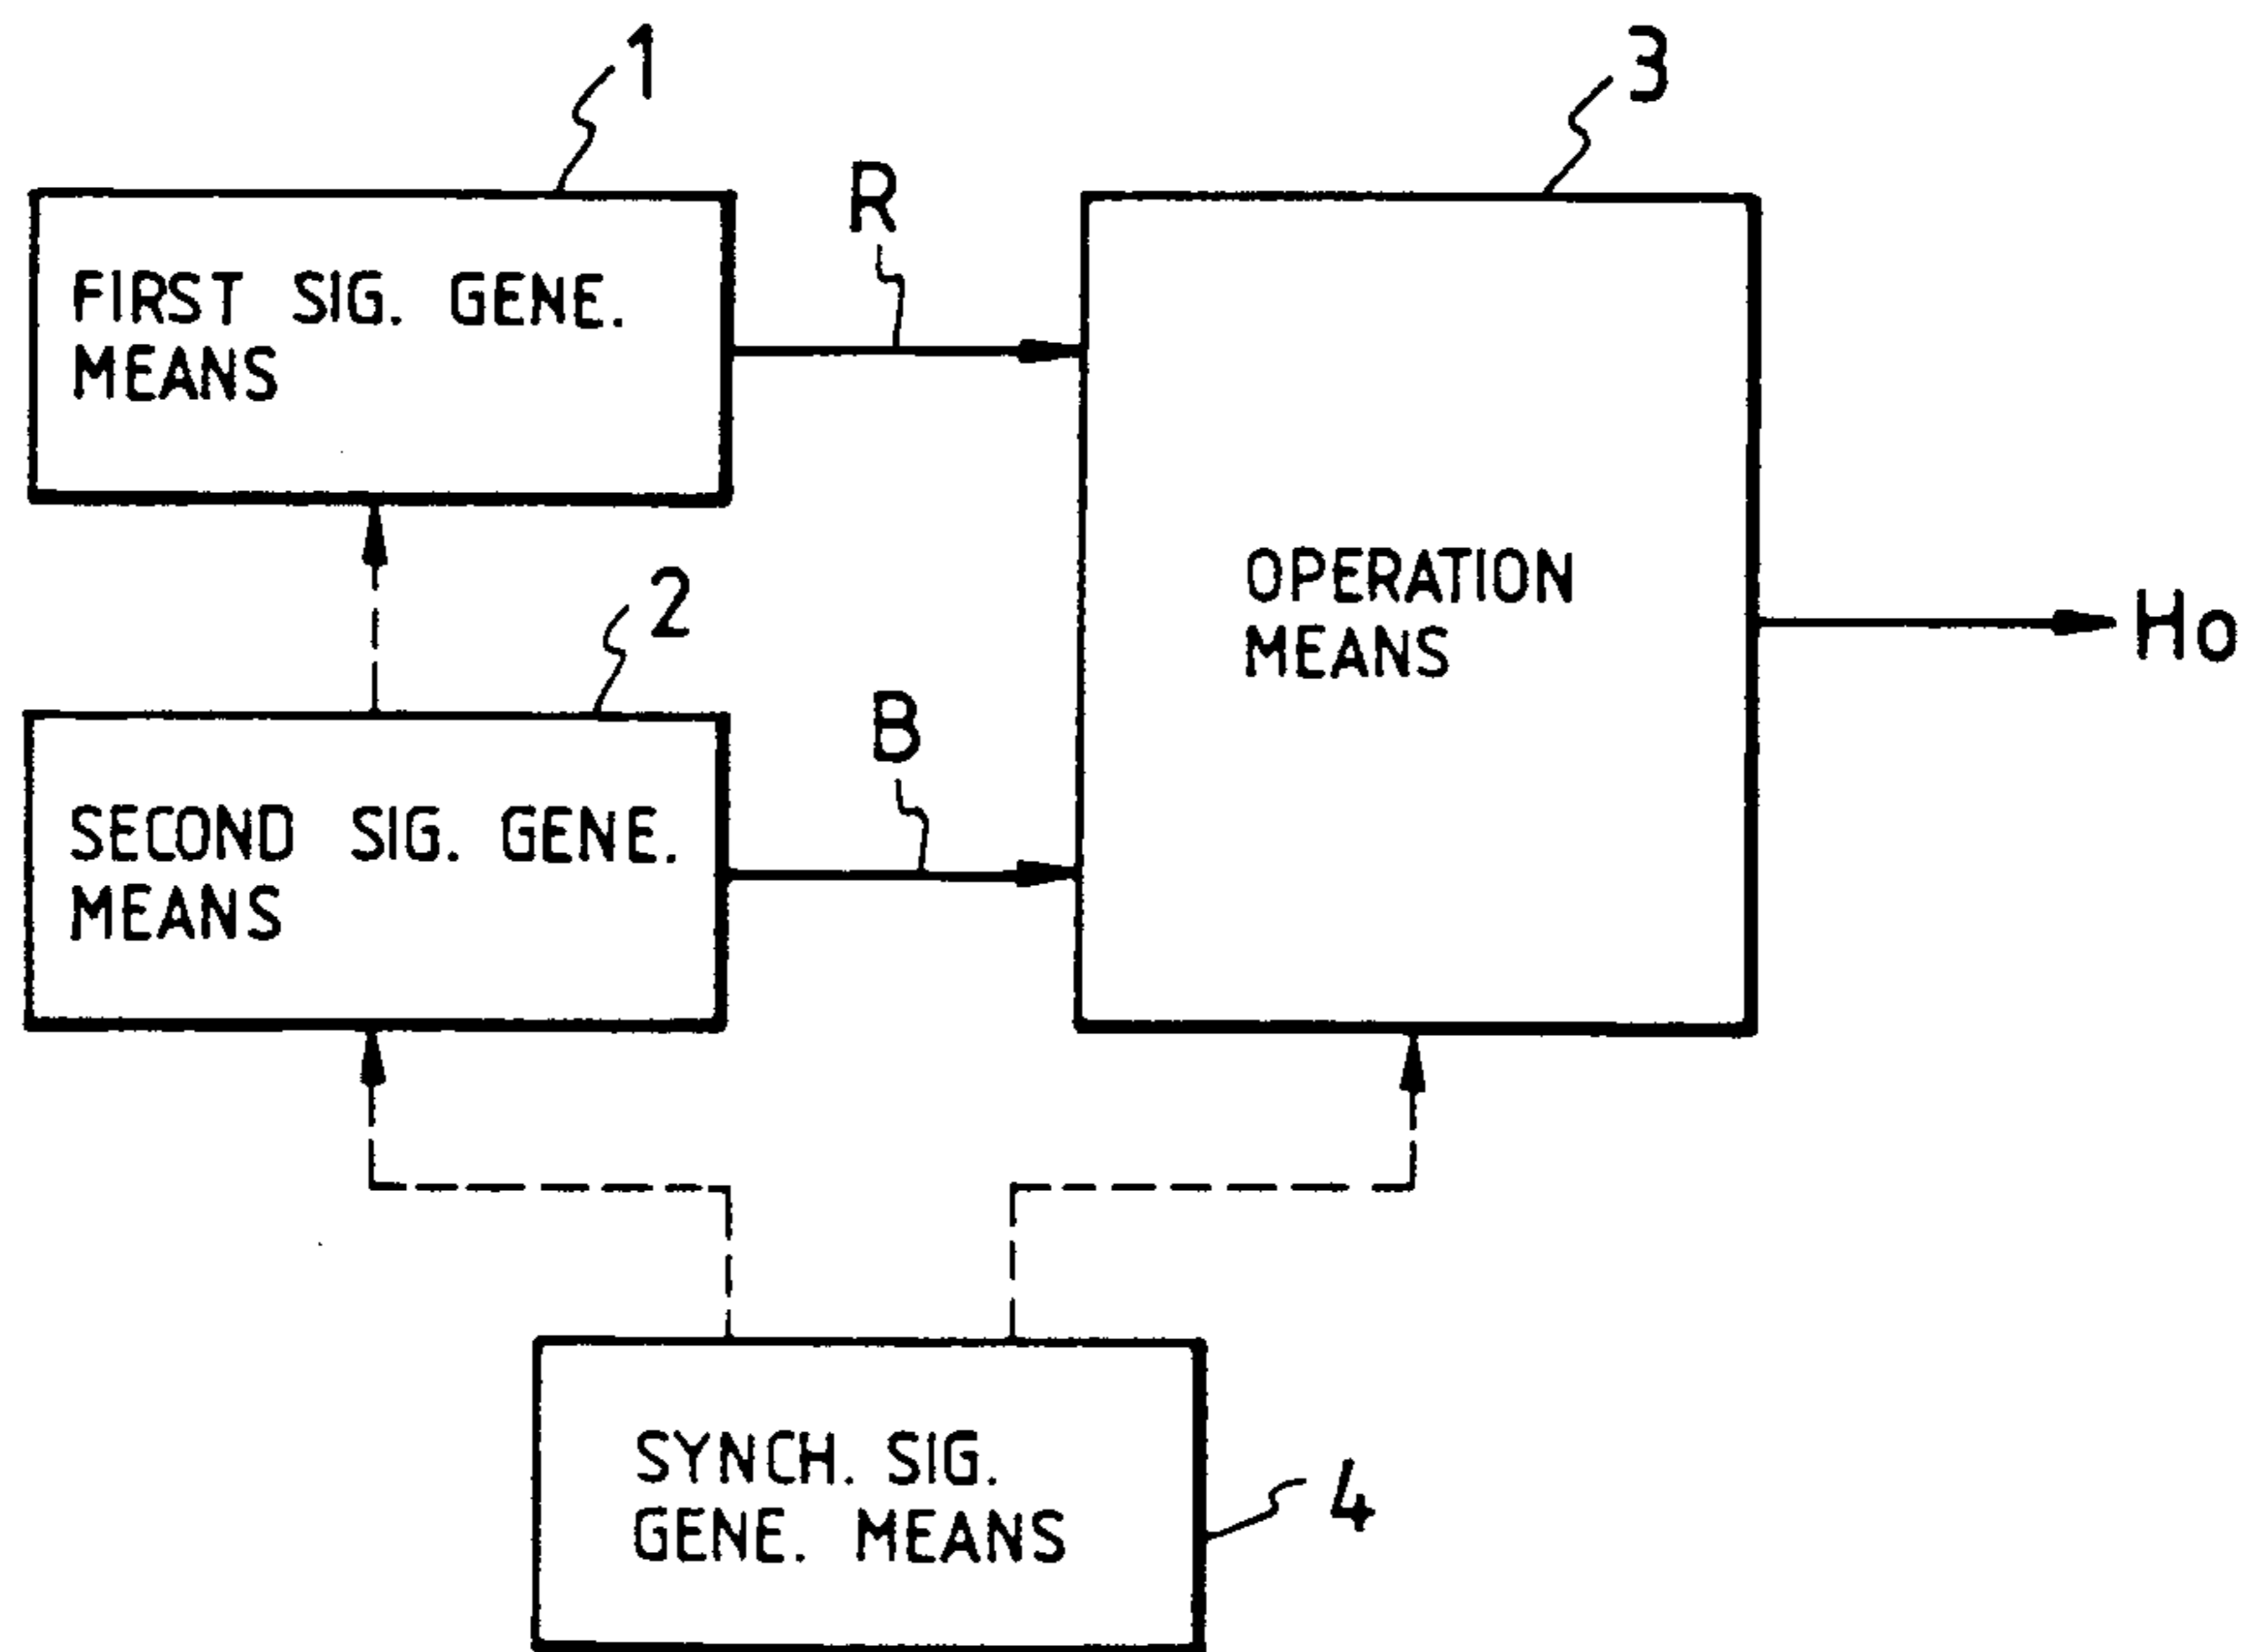 1
3
R
FIRST SIG. GENE.
MEANS
2
OPERATION
MEANS
Ho
B
SECOND SIG. GENE.
MEANS
SYNCH. SIG.
GENE. MEANS
4